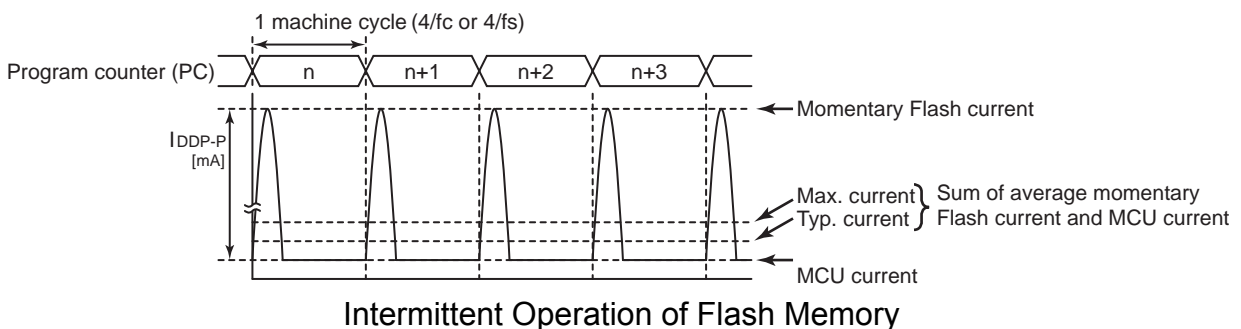 1 machine cycle (4/fc or 4/fs)
Program counter (PC)
n
n+1
n+2
n+3
Momentary Flash current
IDDP-P
[mA]
Max. current
Typ. current
Sum of average momentary
Flash current and MCU current
MCU current
Intermittent Operation of Flash Memory